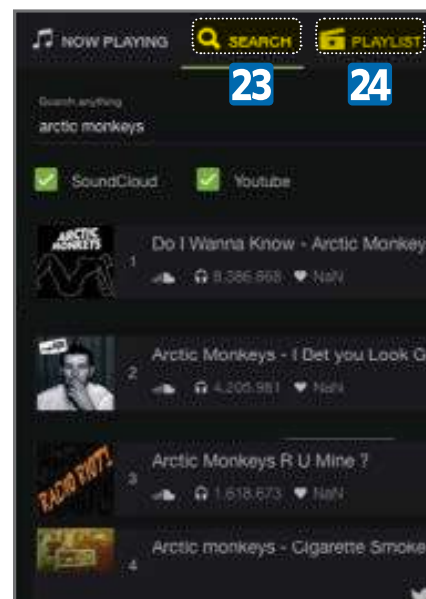 NOW PLAYING
SEARCH
PLAYLIST
23
24
Search anything
arctic monkeys
SoundCloud
Youtube
ARCTIC
MONKEYS
1
Do I Wanna Know - Arctic Monkey
8,386,868
NaN
2
Arctic Monkeys - I Bet you Look G
4,205,981
NaN
RADIO RIOT!
3
Arctic Monkeys R U Mine ?
1,618,673
NaN
4
Arctic monkeys - Cigarette Smoke